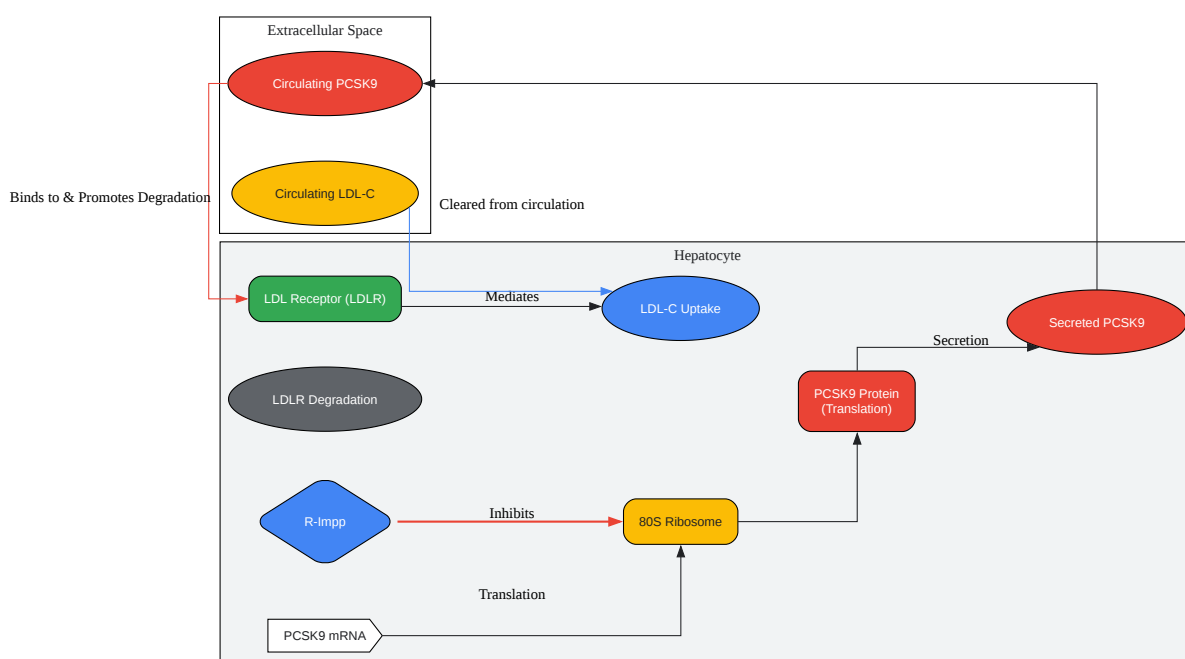 Extracellular Space
Circulating PCSK9
Circulating LDL-C
Binds to & Promotes Degradation
Cleared from circulation
Hepatocyte
LDL Receptor (LDLR)
Mediates
LDL-C Uptake
Secreted PCSK9
Secretion
LDLR Degradation
PCSK9 Protein
(Translation)
R-Impp
Inhibits
80S Ribosome
Translation
PCSK9 mRNA